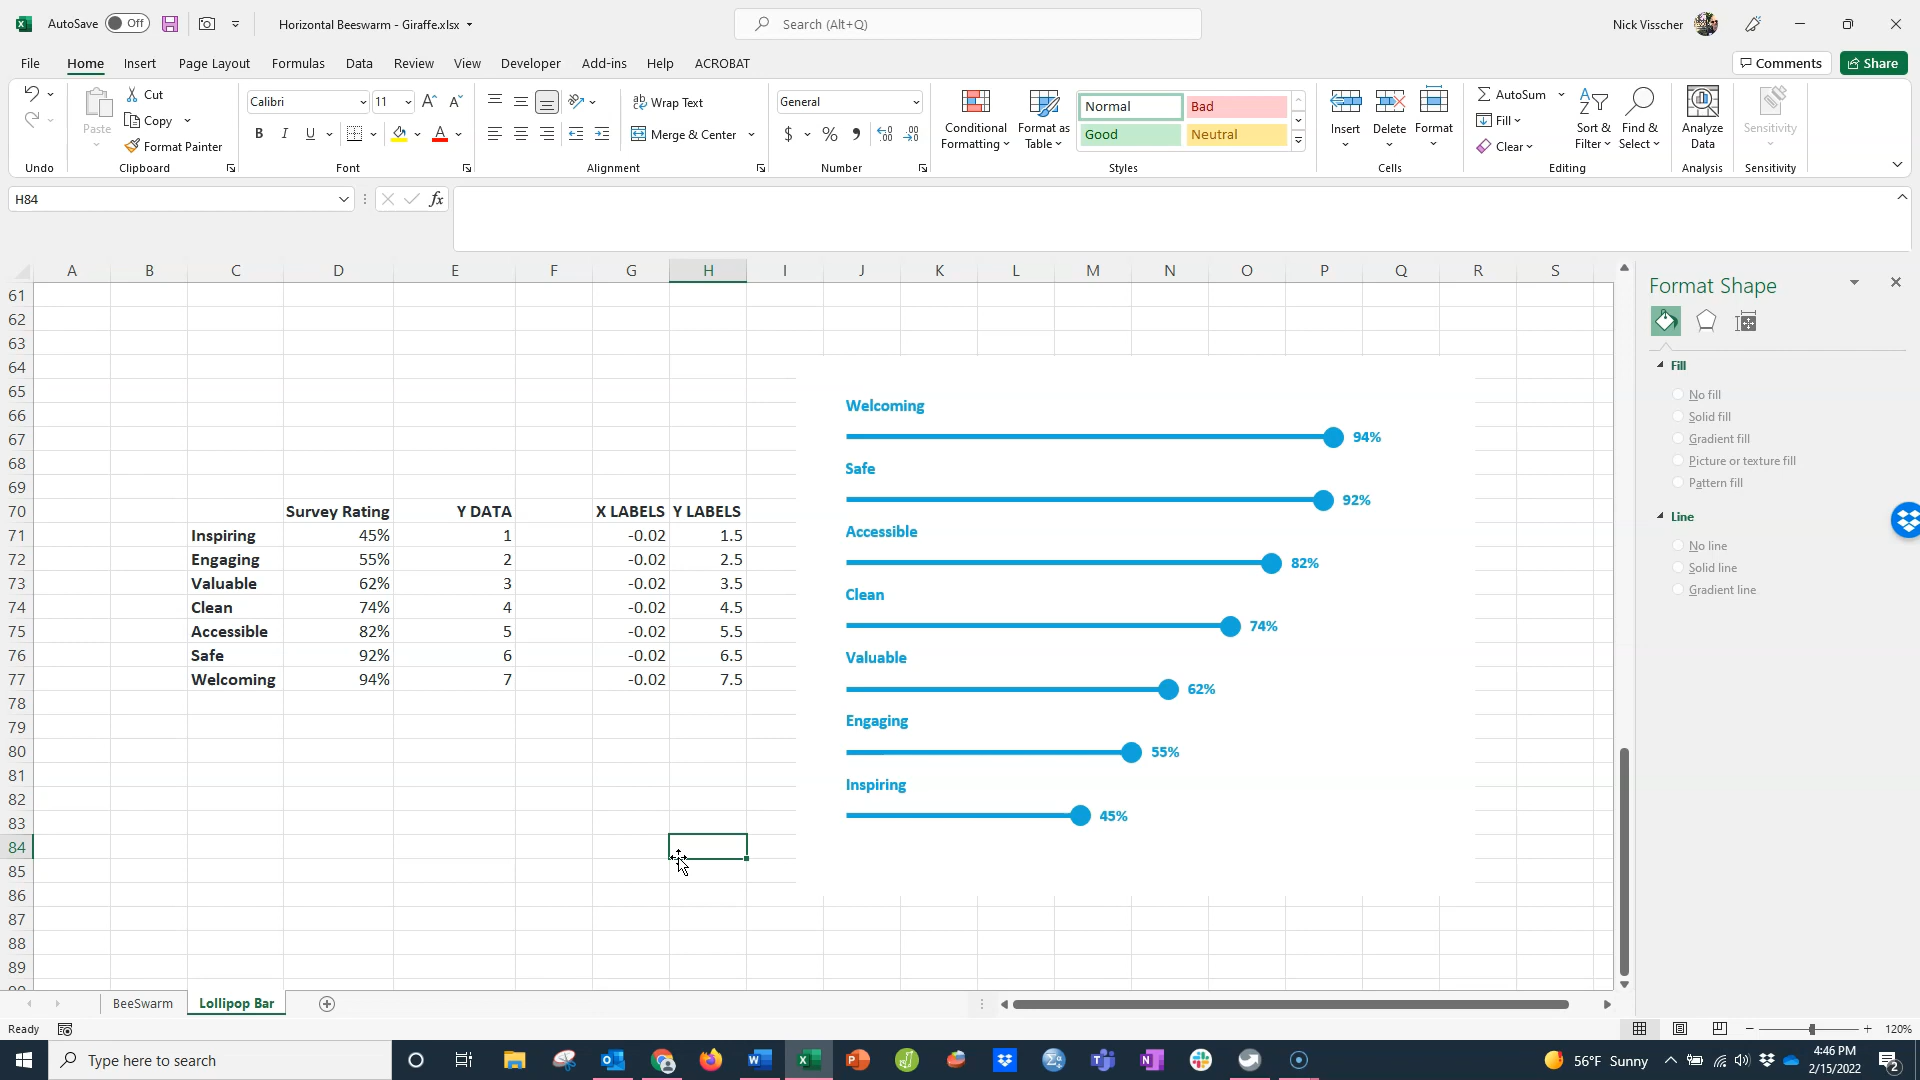 AutoSave Off Horizontal Beeswarm - Giraffe.xlsx Search (Alt+Q) Nick Visscher
File Home Insert Page Layout Formulas Data Review View Developer Add-ins Help ACROBAT Comments Share
Paste Cut Copy Format Painter
Calibri 11 B I U A
Wrap Text
Merge & Center
General
$ % 9
Conditional Formatting Format as Table
Normal Bad
Good Neutral
Insert Delete Format
AutoSum Fill Clear
Sort & Filter Find & Select
Analyze Data
Sensitivity
Undo Clipboard Font Alignment Number Styles Cells Editing Analysis Sensitivity
H84 fx
A B C D E F G H I J K L M N O P Q R S
61
62
63
64
65
66
67
68
69
70 Survey Rating Y DATA X LABELS Y LABELS
71 Inspiring 45% 1 -0.02 1.5
72 Engaging 55% 2 -0.02 2.5
73 Valuable 62% 3 -0.02 3.5
74 Clean 74% 4 -0.02 4.5
75 Accessible 82% 5 -0.02 5.5
76 Safe 92% 6 -0.02 6.5
77 Welcoming 94% 7 -0.02 7.5
78
79
80
81
82
83
84
85
86
87
88
89
Welcoming
94%
Safe
92%
Accessible
82%
Clean
74%
Valuable
62%
Engaging
55%
Inspiring
45%
Format Shape
Fill
No fill
Solid fill
Gradient fill
Picture or texture fill
Pattern fill
Line
No line
Solid line
Gradient line
BeeSwarm Lollipop Bar
Ready 120%
Type here to search 56°F Sunny 4:46 PM
2/15/2022 2